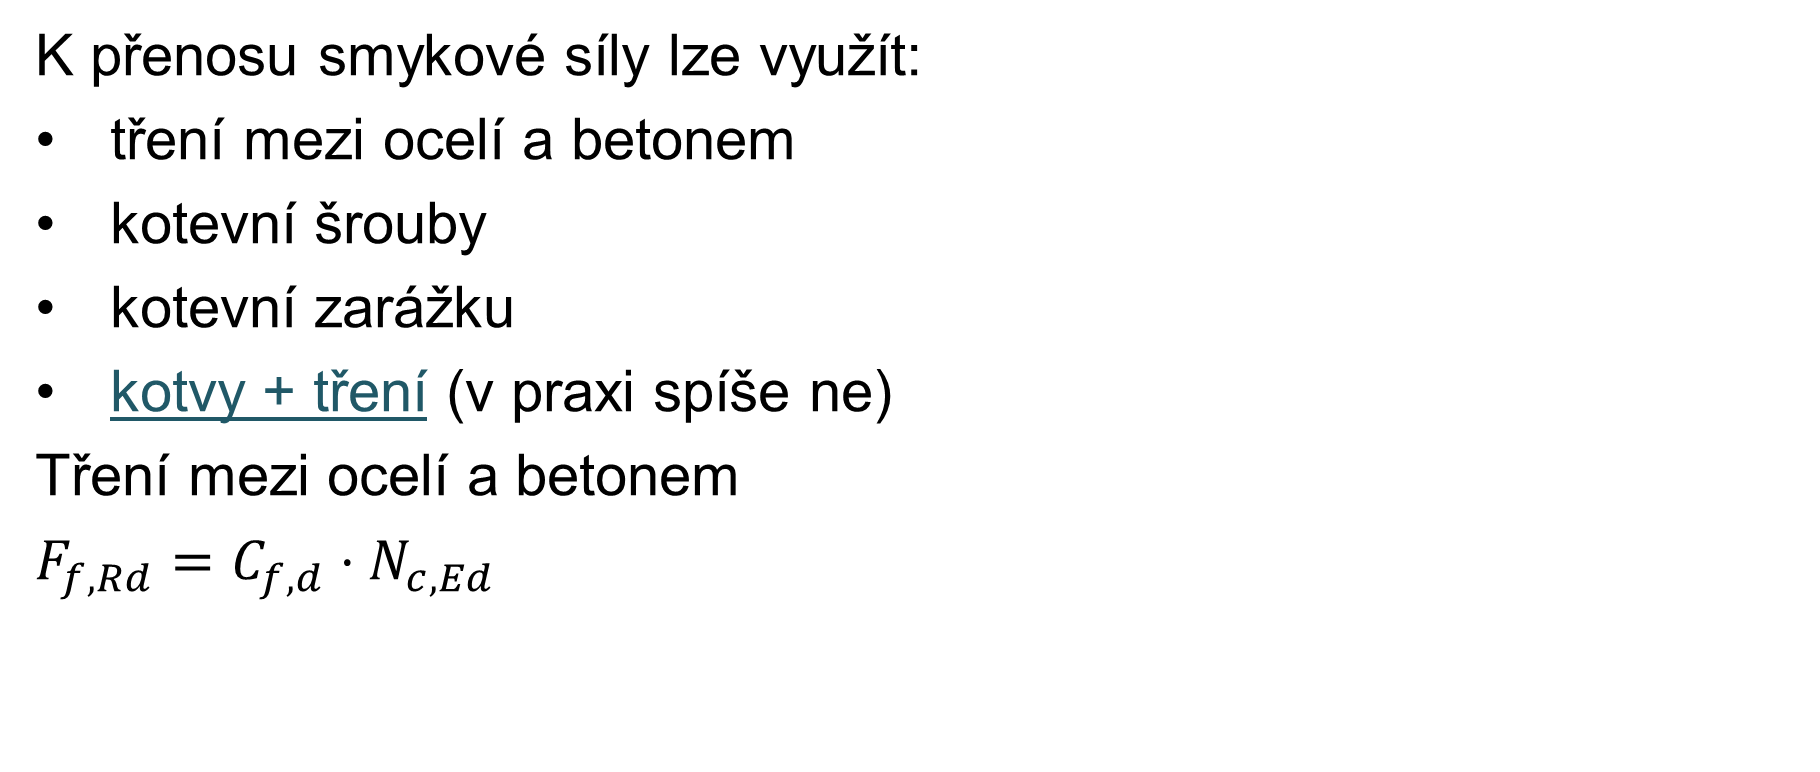 K přenosu smykové síly lze využít:
• tření mezi ocelí a betonem
• kotevní šrouby
• kotevní zarážku
• kotvy + tření (v praxi spíše ne)
Tření mezi ocelí a betonem
$F_{f,Rd} = C_{f,d} \cdot N_{c,Ed}$